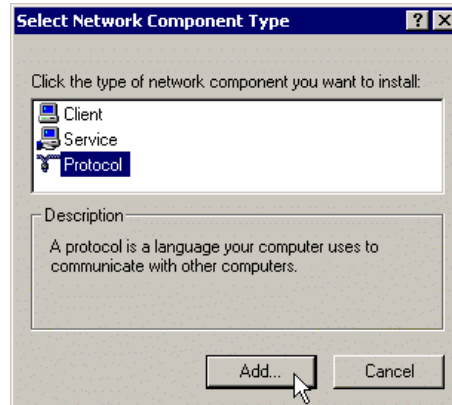 Select Network Component Type
Click the type of network component you want to install:
Client
Service
Protocol
Description
A protocol is a language your computer uses to
communicate with other computers.
Add...
Cancel